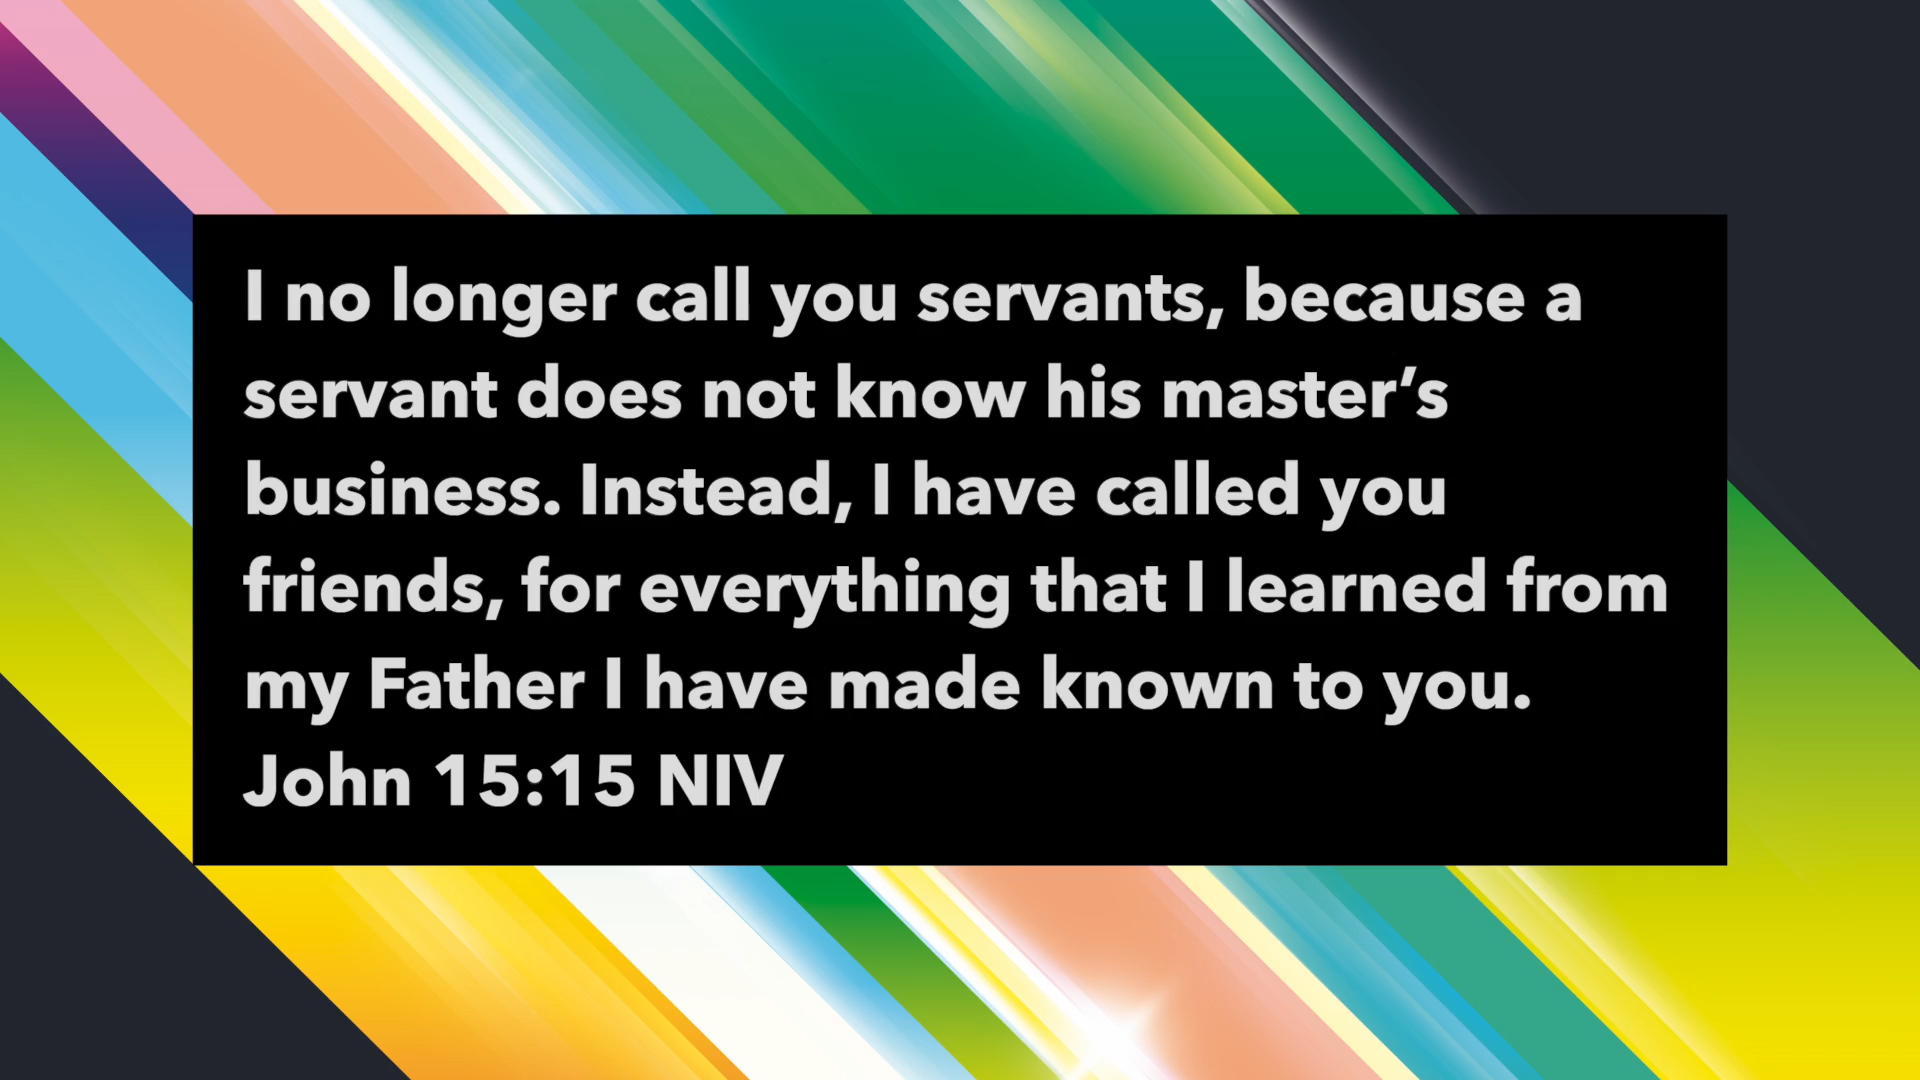 I no longer call you servants, because a
servant does not know his master’s
business. Instead, I have called you
friends, for everything that I learned from
my Father I have made known to you.
John 15:15 NIV